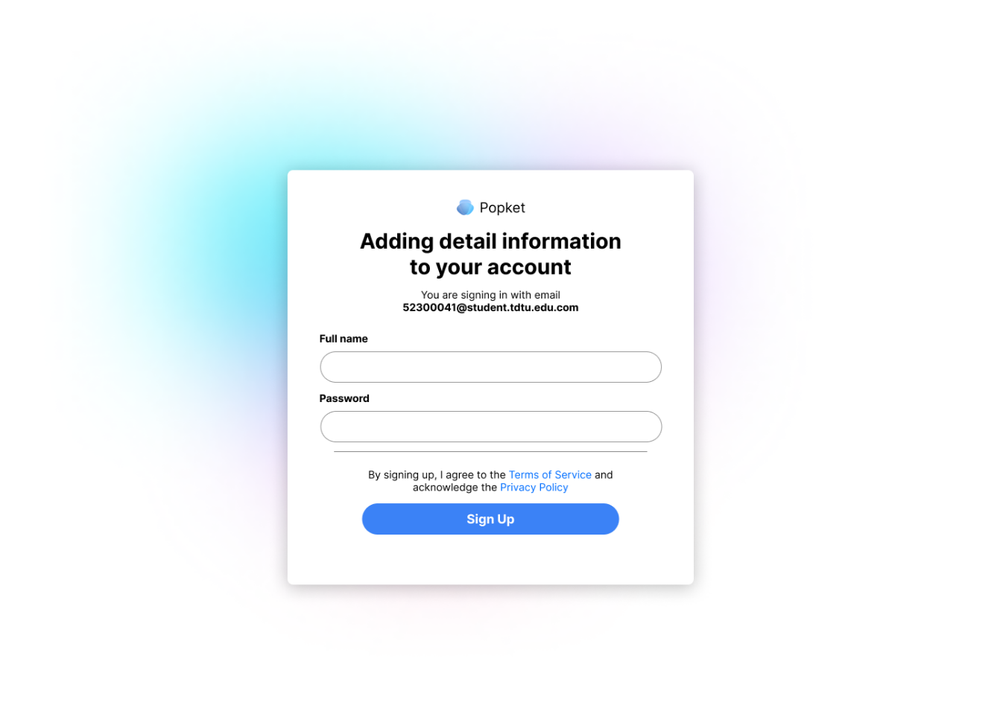 Popket
Adding detail information
to your account
You are signing in with email
52300041@student.tdtu.edu.com
Full name
Password
By signing up, I agree to the Terms of Service and
acknowledge the Privacy Policy
Sign Up